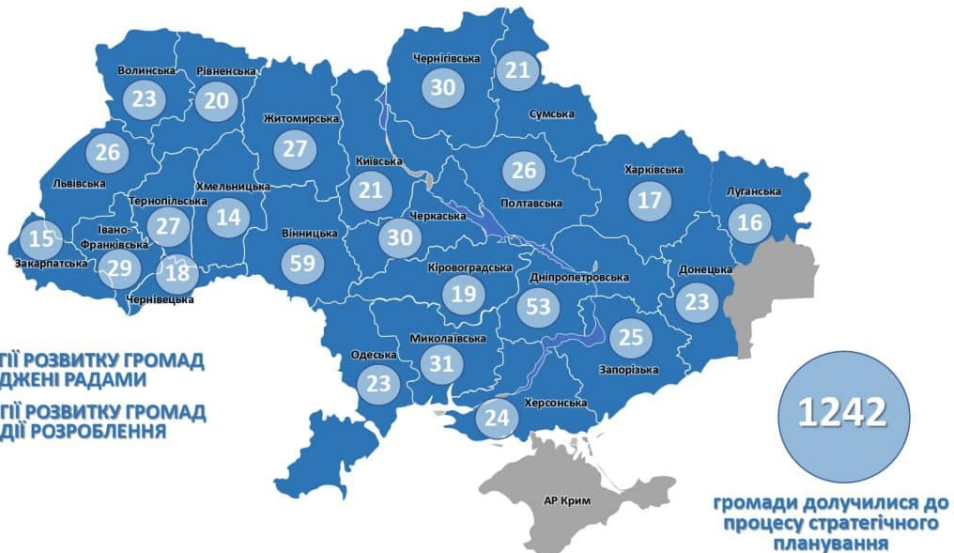 Чернігівська
30
21
Сумська
Волинська
23
Рівненська
20
Житомирська
27
26
Львівська
Київська
21
26
Полтавська
Харківська
17
Луганська
16
Хмельницька
14
Тернопільська
27
Черкаська
30
15
Закарпатська
Івано-
Франківська
29
18
Чернівецька
Вінницька
59
Кіровоградська
19
Дніпропетровська
53
Донецька
23
Миколаївська
31
Запорізька
25
Одеська
23
Херсонська
24
АР Крим
ГІЇ РОЗВИТКУ ГРОМАД
ДЖЕНІ РАДАМИ
ГІЇ РОЗВИТКУ ГРОМАД
ДІЇ РОЗРОБЛЕННЯ
1242
громади долучилися до
процесу стратегічного
планування